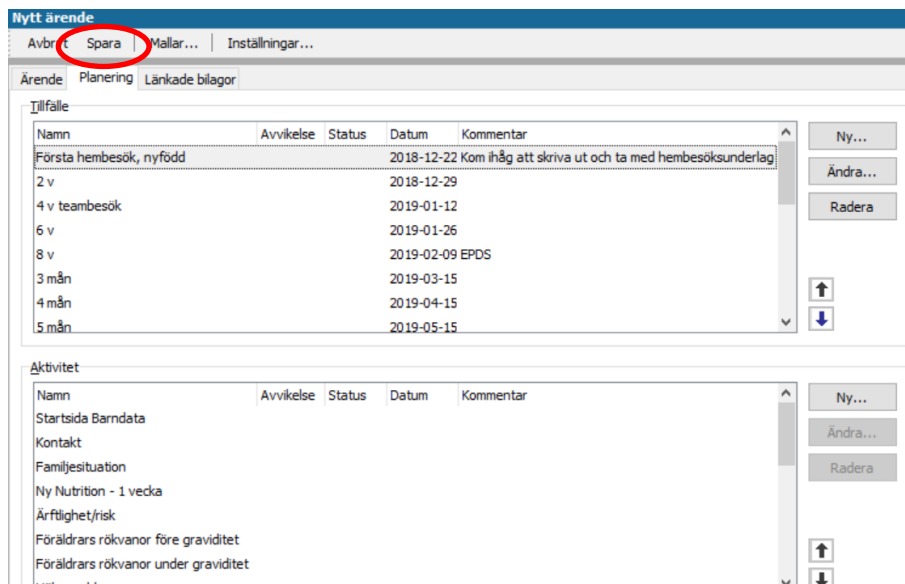 Nytt ärende
Avbryt Spara Mallar... Inställningar...
Ärende Planering Länkade bilagor
Tillfälle
Namn Avvikelse Status Datum Kommentar
Ny...
Första hembesök, nyfödd 2018-12-22 Kom ihåg att skriva ut och ta med hembesöksunderlag
Ändra...
2 v 2018-12-29
4 v teambesök 2019-01-12
Radera
6 v 2019-01-26
8 v 2019-02-09 EPDS
3 mån 2019-03-15
4 mån 2019-04-15
5 mån 2019-05-15
Aktivitet
Namn Avvikelse Status Datum Kommentar
Ny...
Startsida Barndata
Ändra...
Kontakt
Familjesituation
Radera
Ny Nutrition - 1 vecka
Ärftlighet/risk
Föräldrars rökvanor före graviditet
Föräldrars rökvanor under graviditet